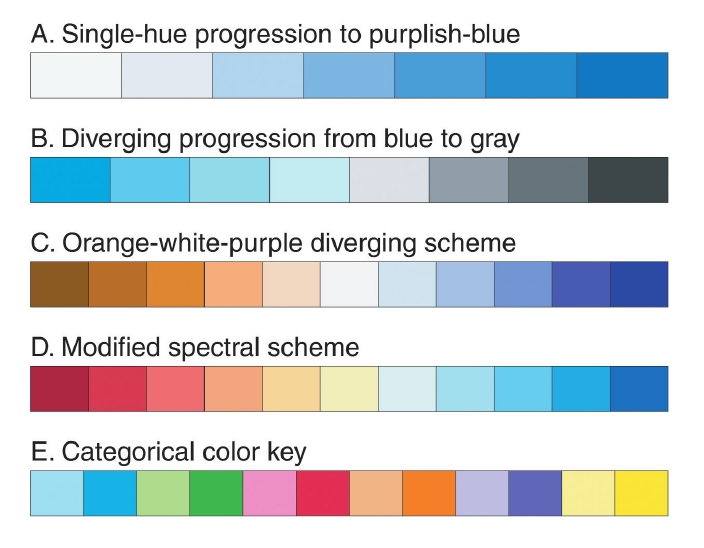 A. Single-hue progression to purplish-blue
B. Diverging progression from blue to gray
C. Orange-white-purple diverging scheme
D. Modified spectral scheme
E. Categorical color key